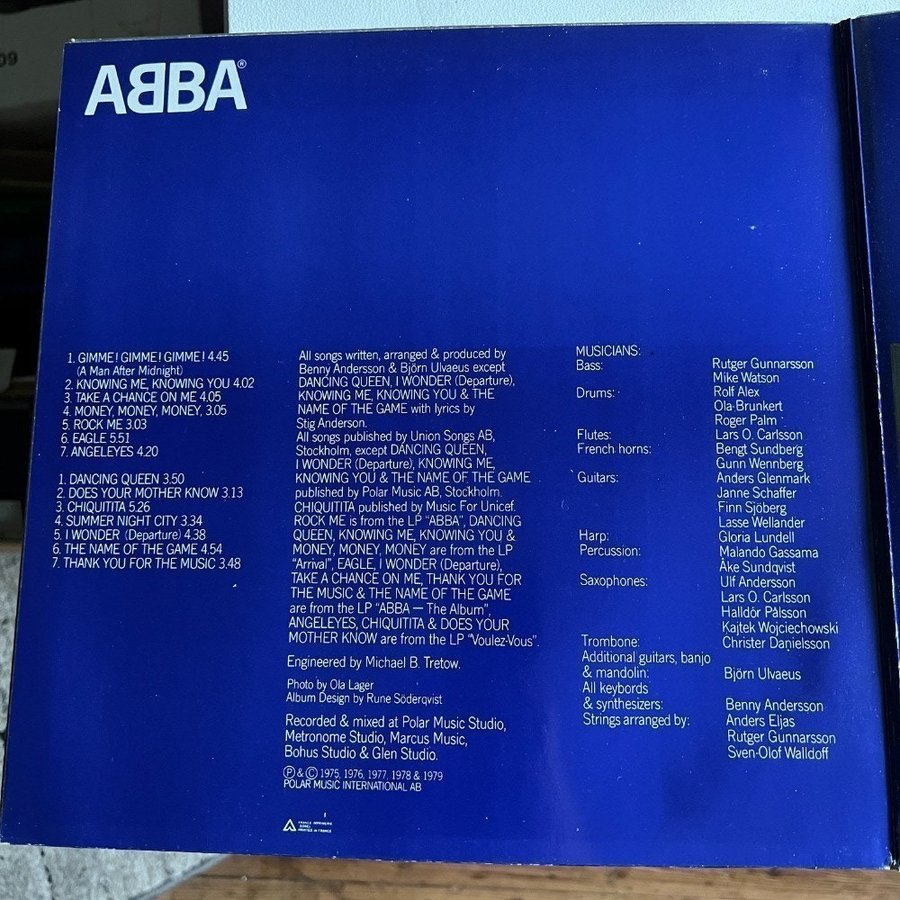 09
ABBA®
1. GIMME! GIMME! GIMME! 4.45
(A Man After Midnight)
2. KNOWING ME, KNOWING YOU 4.02
3. TAKE A CHANCE ON ME 4.05
4. MONEY, MONEY, MONEY, 3.05
5. ROCK ME 3.03
6. EAGLE 5.51
7. ANGELEYES 4.20
1. DANCING QUEEN 3.50
2. DOES YOUR MOTHER KNOW 3.13
3. CHIQUITITA 5.26
4. SUMMER NIGHT CITY 3.34
5. I WONDER (Departure) 4.38
6. THE NAME OF THE GAME 4.54
7. THANK YOU FOR THE MUSIC 3.48
All songs written, arranged & produced by
Benny Andersson & Björn Ulvaeus except
DANCING QUEEN, I WONDER (Departure),
KNOWING ME, KNOWING YOU & THE
NAME OF THE GAME with lyrics by
Stig Anderson.
All songs published by Union Songs AB,
Stockholm, except DANCING QUEEN,
I WONDER (Departure), KNOWING ME,
KNOWING YOU & THE NAME OF THE GAME
published by Polar Music AB, Stockholm.
CHIQUITITA published by Music For Unicef.
ROCK ME is from the LP "ABBA", DANCING
QUEEN, KNOWING ME, KNOWING YOU &
MONEY, MONEY, MONEY are from the LP
"Arrival", EAGLE, I WONDER (Departure),
TAKE A CHANCE ON ME, THANK YOU FOR
THE MUSIC & THE NAME OF THE GAME
are from the LP "ABBA — The Album",
ANGELEYES, CHIQUITITA & DOES YOUR
MOTHER KNOW are from the LP "Voulez-Vous".
Engineered by Michael B. Tretow.
Photo by Ola Lager
Album Design by Rune Söderqvist
Recorded & mixed at Polar Music Studio,
Metronome Studio, Marcus Music,
Bohus Studio & Glen Studio.
Ⓟ & Ⓒ 1975, 1976, 1977, 1978 & 1979
POLAR MUSIC INTERNATIONAL AB
PRINTED IN FRANCE
MUSICIANS:
Bass: Rutger Gunnarsson
Mike Watson
Drums: Rolf Alex
Ola Brunkert
Roger Palm
Flutes: Lars O. Carlsson
French horns: Bengt Sundberg
Gunn Wennberg
Guitars: Anders Glenmark
Janne Schaffer
Finn Sjöberg
Lasse Wellander
Harp: Gloria Lundell
Percussion: Malando Gassama
Åke Sundqvist
Saxophones: Ulf Andersson
Lars O. Carlsson
Halldör Pålsson
Kajtek Wojciechowski
Trombone: Christer Danielsson
Additional guitars, banjo
& mandolin: Björn Ulvaeus
All keybords
& synthesizers: Benny Andersson
Strings arranged by: Anders Eljas
Rutger Gunnarsson
Sven-Olof Walldoff